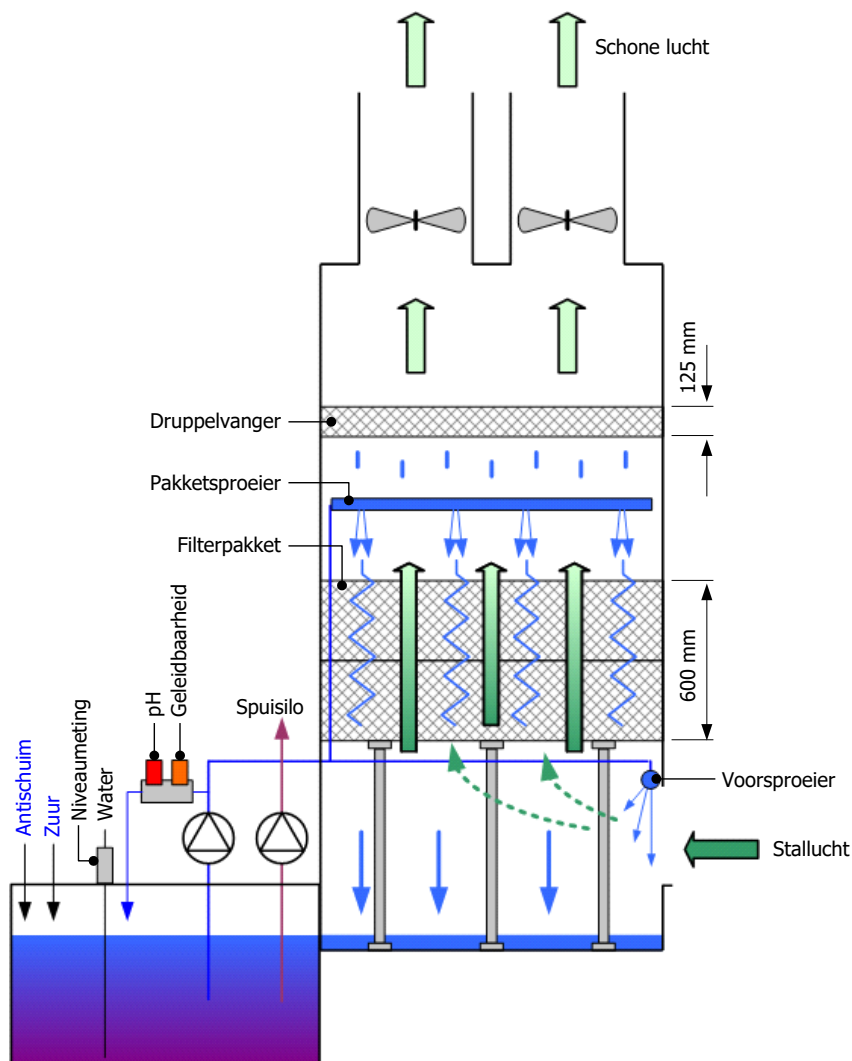 Schone lucht
125 mm
Druppelvanger
Pakketsproeier
Filterpakket
600 mm
Spuisilo
pH
Geleidbaarheid
Niveaumeting
Water
Antischuim
Zuur
Voorsproeier
Stallucht